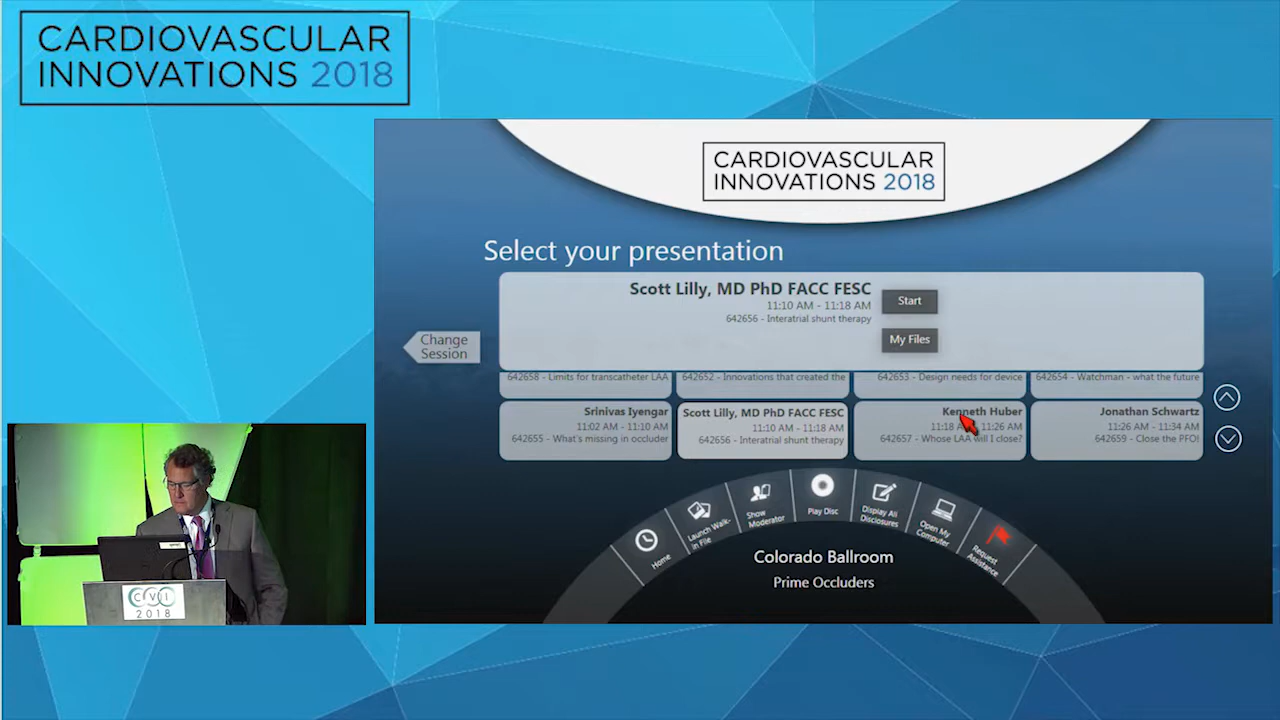 CARDIOVASCULAR
INNOVATIONS 2018
CARDIOVASCULAR
INNOVATIONS 2018
Select your presentation
Scott Lilly, MD PhD FACC FESC
11:10 AM - 11:18 AM
642656 - Interatrial shunt therapy
Start
My Files
Change
Session
642658 - Limits for transcatheter LAA
642652 - Innovations that created the
642653 - Design needs for device
642654 - Watchman - what the future
Srinivas Iyengar
11:02 AM - 11:10 AM
642655 - What's missing in occluder
Scott Lilly, MD PhD FACC FESC
11:10 AM - 11:18 AM
642656 - Interatrial shunt therapy
Kenneth Huber
11:18 A - 11:26 AM
642657 - Whose LAA will I close?
Jonathan Schwartz
11:26 AM - 11:34 AM
642659 - Close the PFO!
Home
Launch Walk-
in File
Show
Moderator
Play Disc
Display All
Disclosures
Open My
Computer
Request
Assistance
Colorado Ballroom
Prime Occluders
CVII
2018